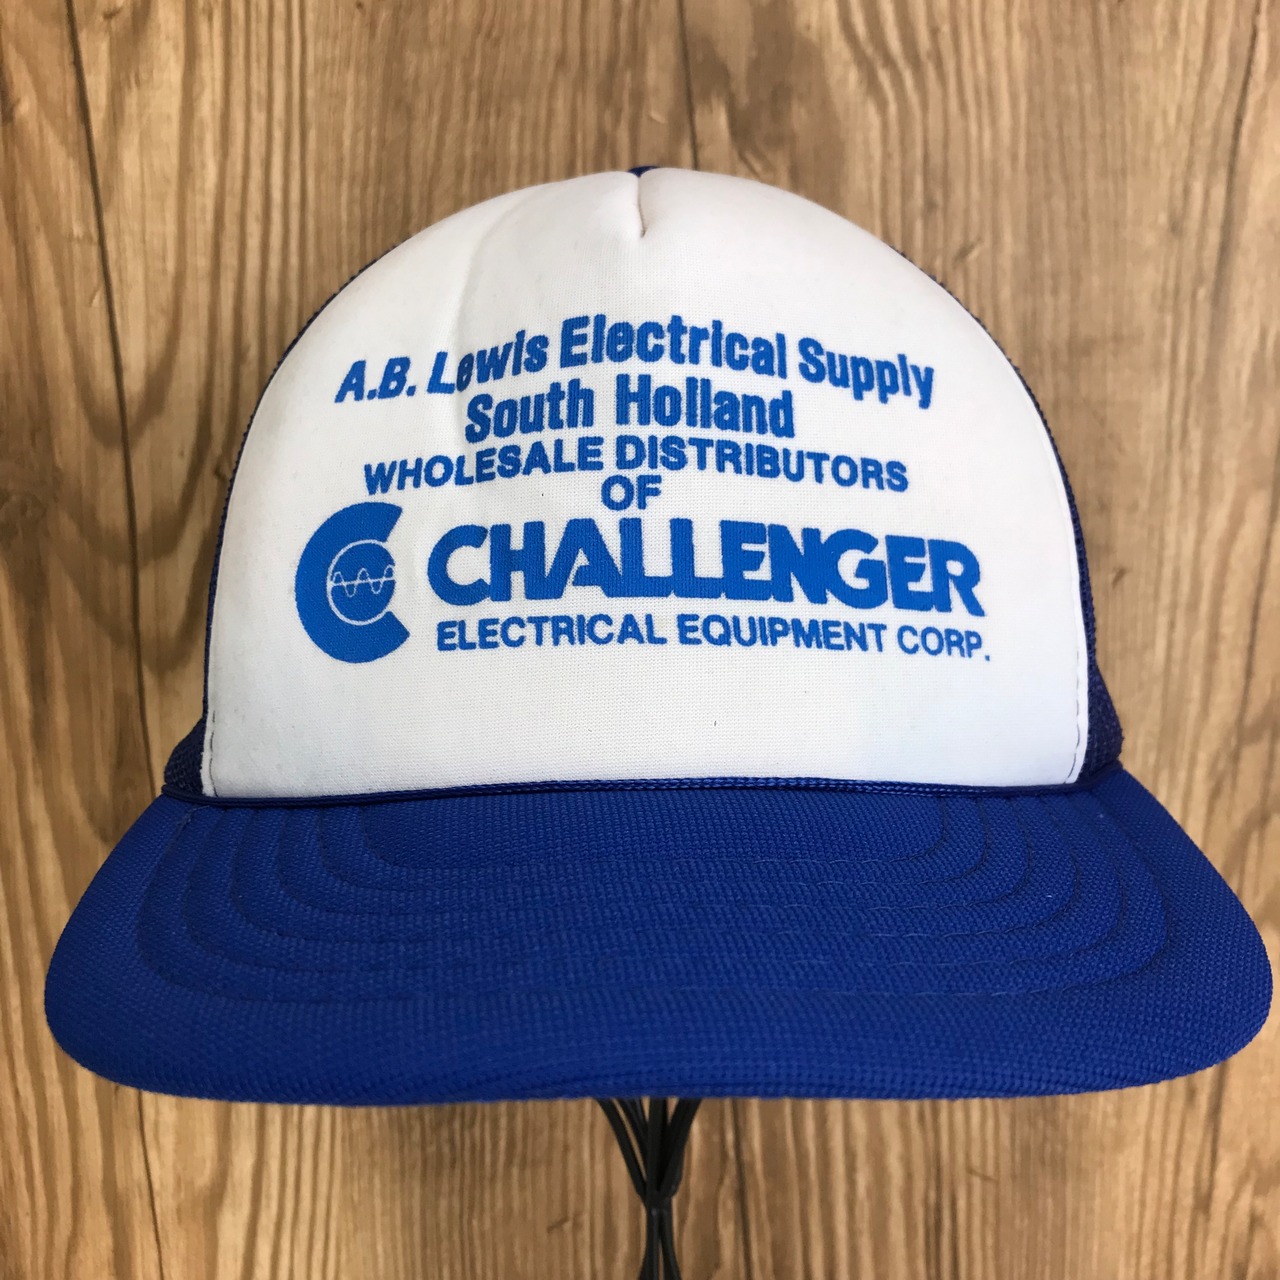 A.B. Lewis Electrical Supply
South Holland
WHOLESALE DISTRIBUTORS
OF
CHALLENGER
ELECTRICAL EQUIPMENT CORP.